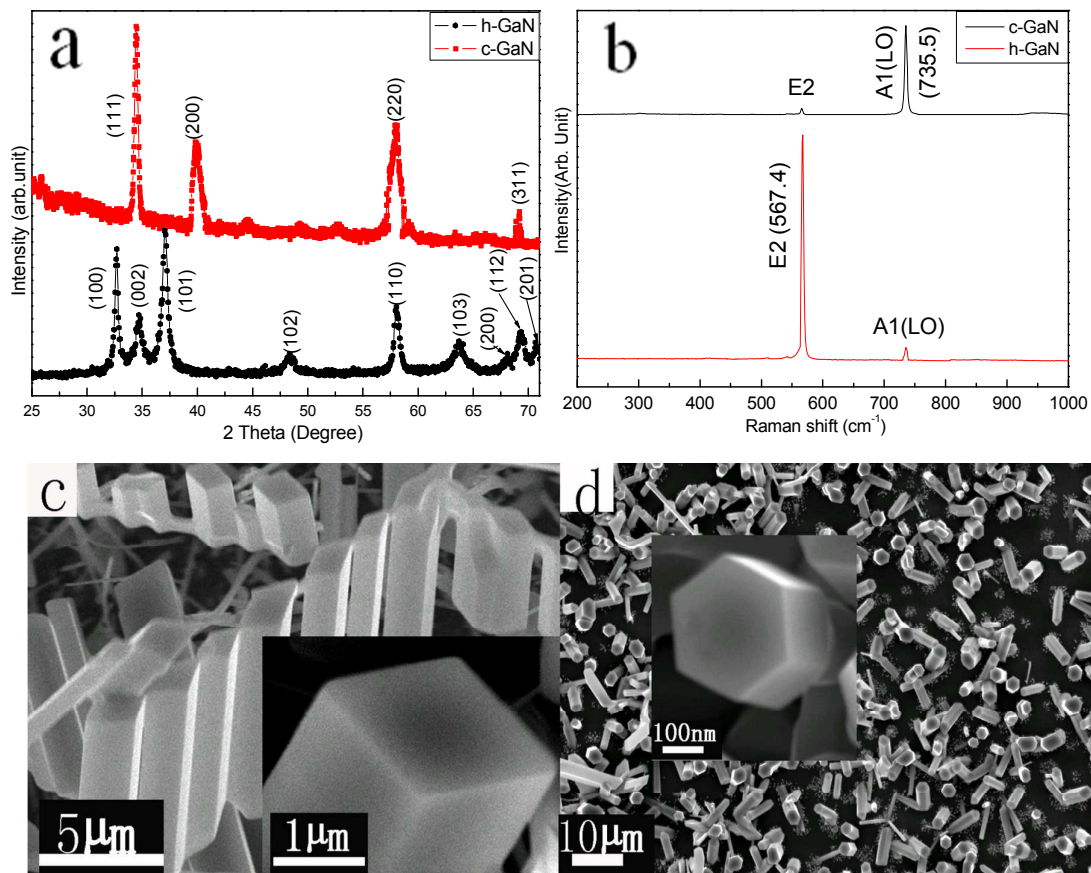 a
h-GaN
c-GaN
(111)
(200)
(220)
(311)
(100)
(002)
(101)
(102)
(110)
(103)
(200)
(112)
(201)
Intensity (arb.unit)
25 30 35 40 45 50 55 60 65 70
2 Theta (Degree)
b
c-GaN
h-GaN
E2
A1(LO)
(735.5)
E2 (567.4)
A1(LO)
Intensity(Arb. Unit)
200 300 400 500 600 700 800 900 1000
Raman shift (cm-1)
c
5μm
1μm
d
100nm
10μm